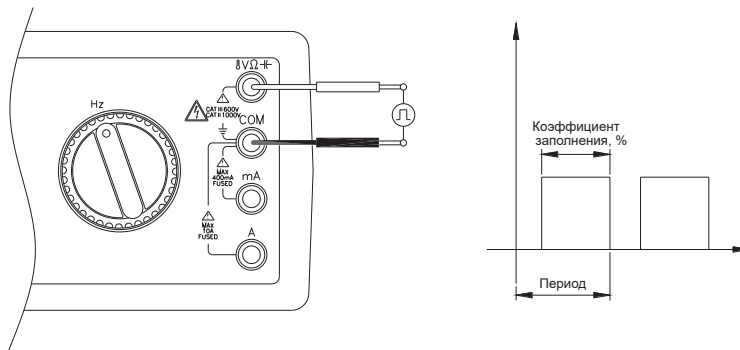 Hz
VΩ
CAT III 600V
CAT II 1000V
COM
MAX
400mA
FUSED
mA
MAX
10A
FUSED
A
Коэффициент
заполнения, %
Период